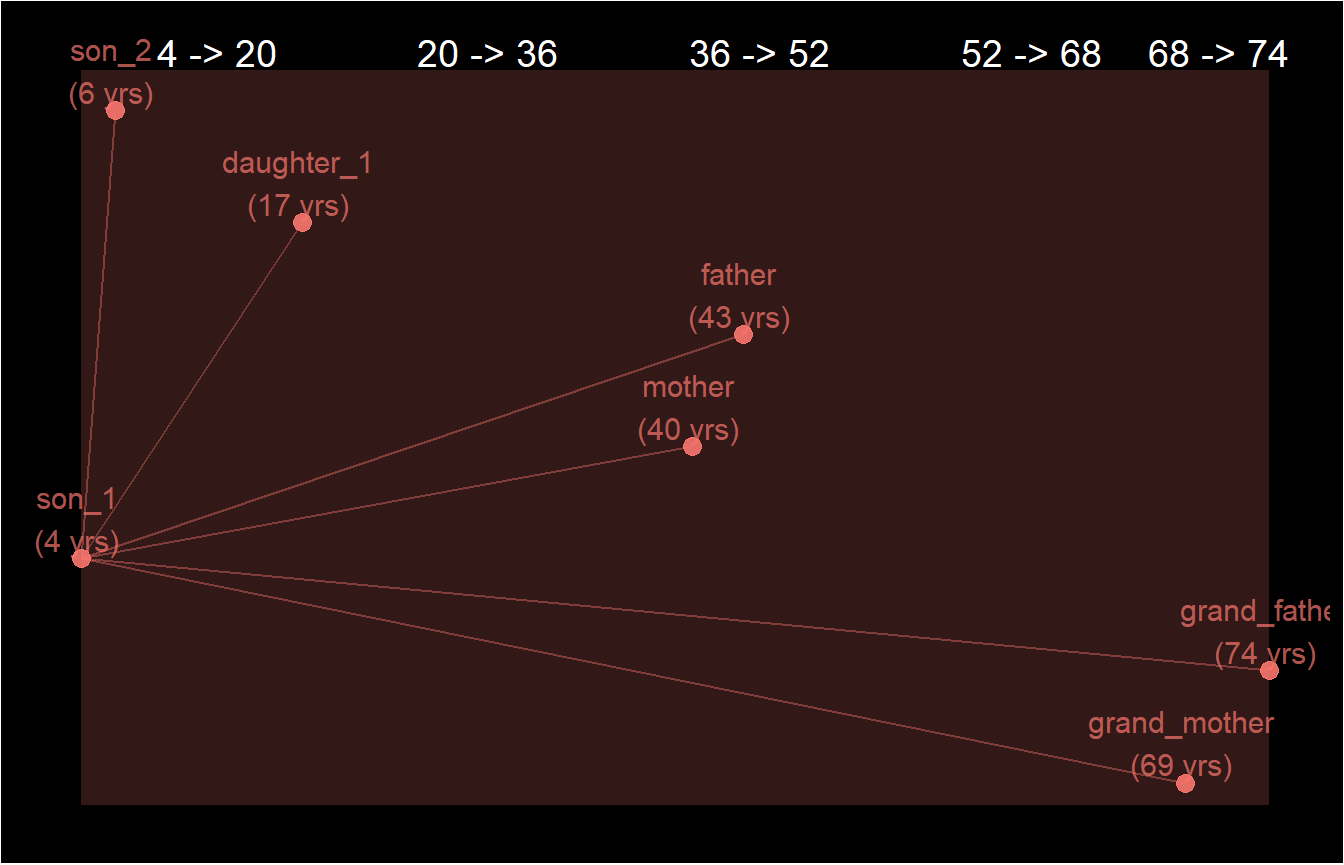 son_2
4 -> 20
20 -> 36
36 -> 52
52 -> 68
68 -> 74
(6 yrs)
daughter_1
(17 yrs)
father
(43 yrs)
mother
(40 yrs)
son_1
(4 yrs)
grand_fathe
(74 yrs)
grand_mother
(69 yrs)